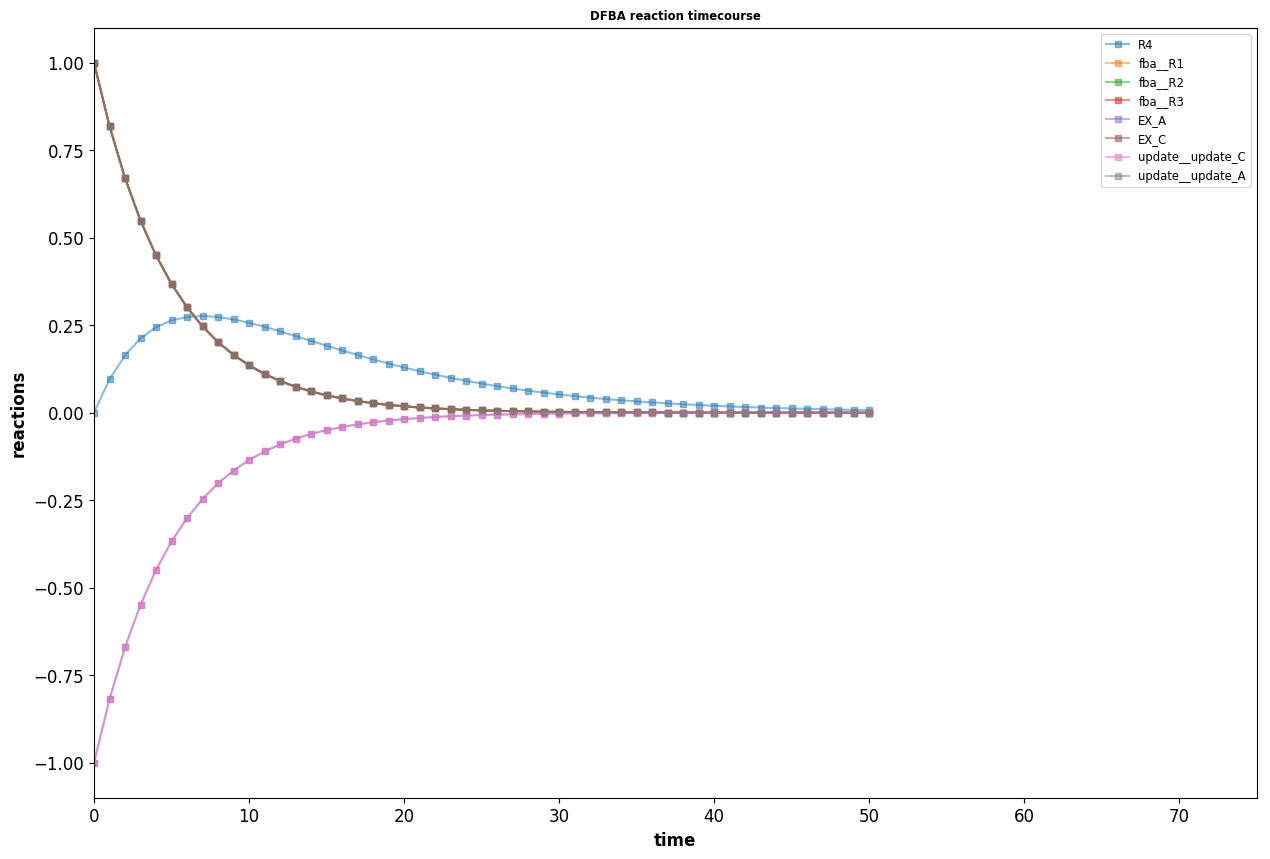 DFBA reaction timecourse
R4
fba__R1
fba__R2
fba__R3
EX_A
EX_C
update__update_C
update__update_A
reactions
1.00
0.75
0.50
0.25
0.00
−0.25
−0.50
−0.75
−1.00
0 10 20 30 40 50 60 70
time